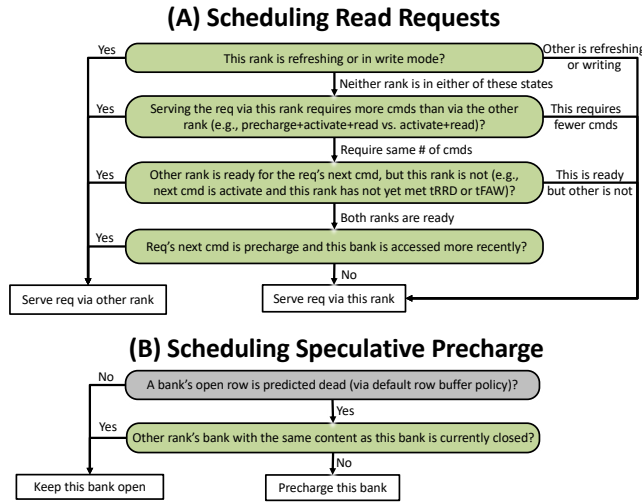 (A) Scheduling Read Requests
Yes
This rank is refreshing or in write mode?
Other is refreshing
or writing
Neither rank is in either of these states
Yes
Serving the req via this rank requires more cmds than via the other
rank (e.g., precharge+activate+read vs. activate+read)?
This requires
fewer cmds
Require same # of cmds
Yes
Other rank is ready for the req's next cmd, but this rank is not (e.g.,
next cmd is activate and this rank has not yet met tRRD or tFAW)?
This is ready
but other is not
Both ranks are ready
Yes
Req's next cmd is precharge and this bank is accessed more recently?
No
Serve req via other rank
Serve req via this rank
(B) Scheduling Speculative Precharge
No
A bank's open row is predicted dead (via default row buffer policy)?
Yes
Yes
Other rank's bank with the same content as this bank is currently closed?
No
Keep this bank open
Precharge this bank